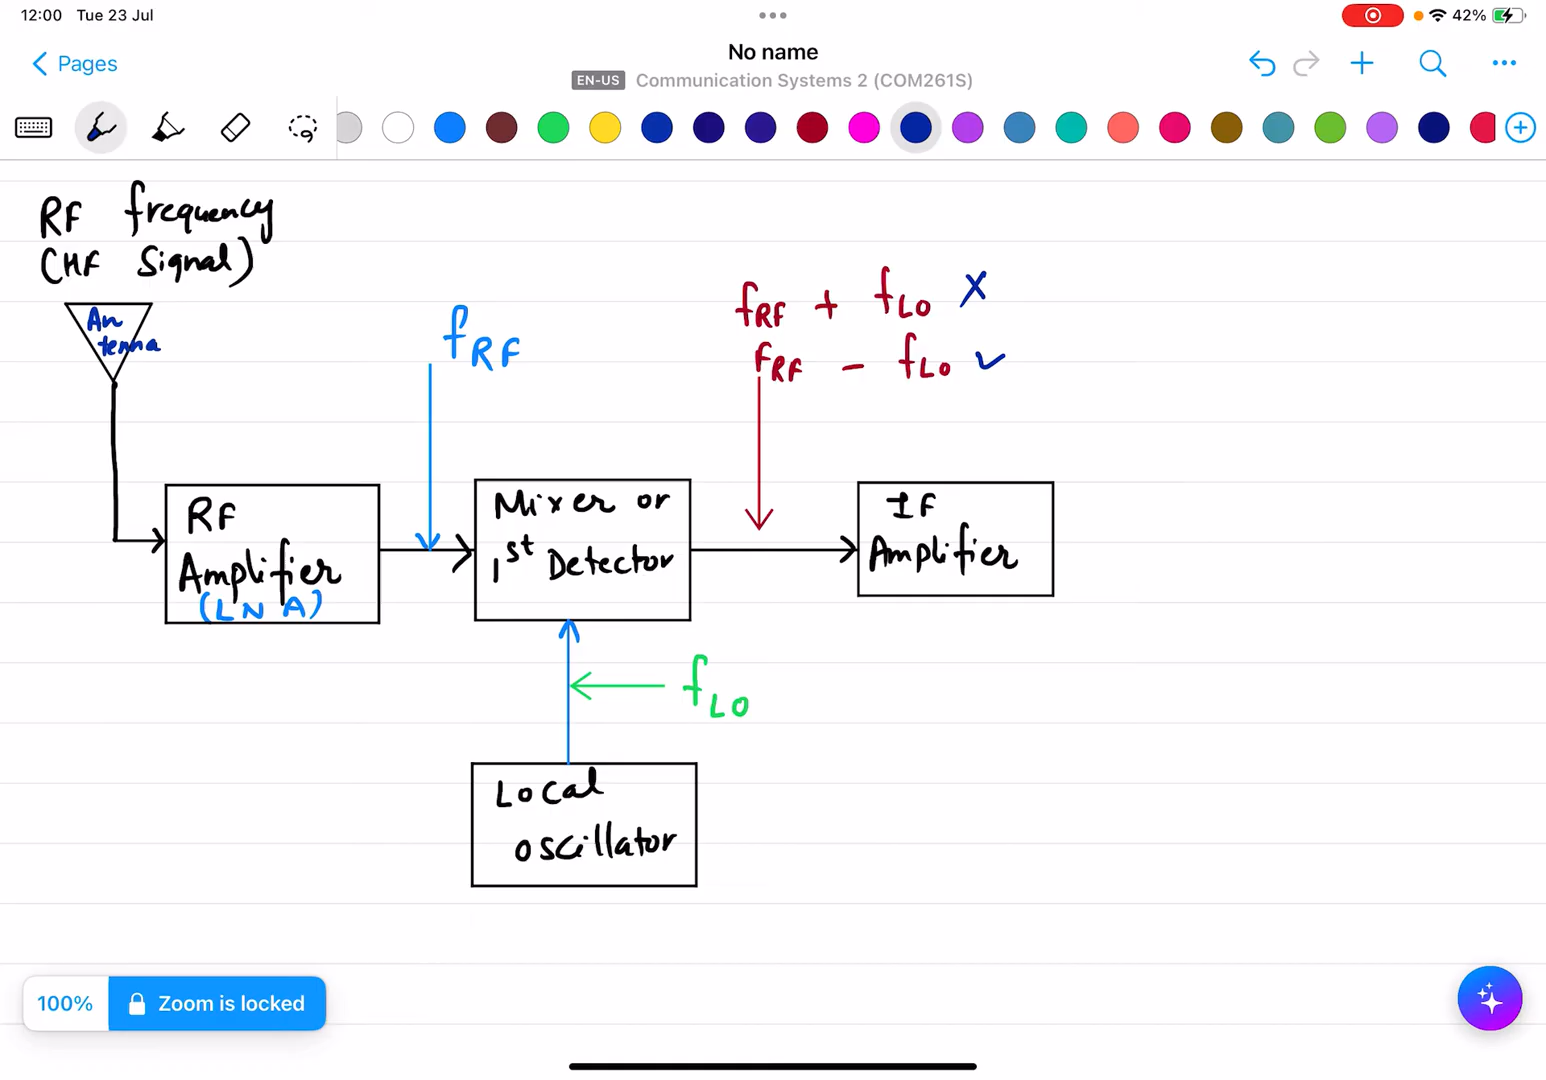 12:00 Tue 23 Jul
42%
Pages
No name
EN-US Communication Systems 2 (COM261S)
RF frequency
(HF Signal)
An
tenna
fRF
fRF + fLO X
fRF - fLO ✓
RF
Amplifier
(LNA)
Mixer or
1st Detector
IF
Amplifier
fLO
Local
oscillator
100% Zoom is locked